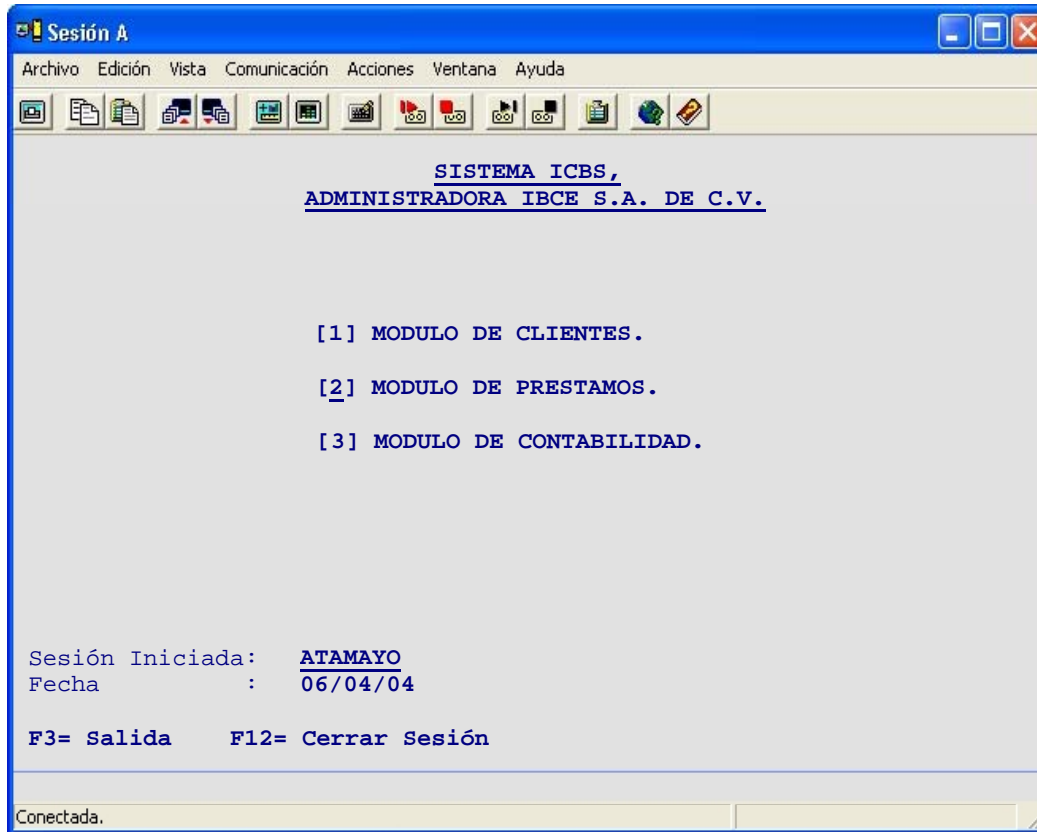 Sesión A
Archivo Edición Vista Comunicación Acciones Ventana Ayuda
SISTEMA ICBS,
ADMINISTRADORA IBCE S.A. DE C.V.
[1] MODULO DE CLIENTES.
[2] MODULO DE PRESTAMOS.
[3] MODULO DE CONTABILIDAD.
Sesión Iniciada: ATAMAYO
Fecha : 06/04/04
F3= Salida F12= Cerrar Sesión
Conectada.